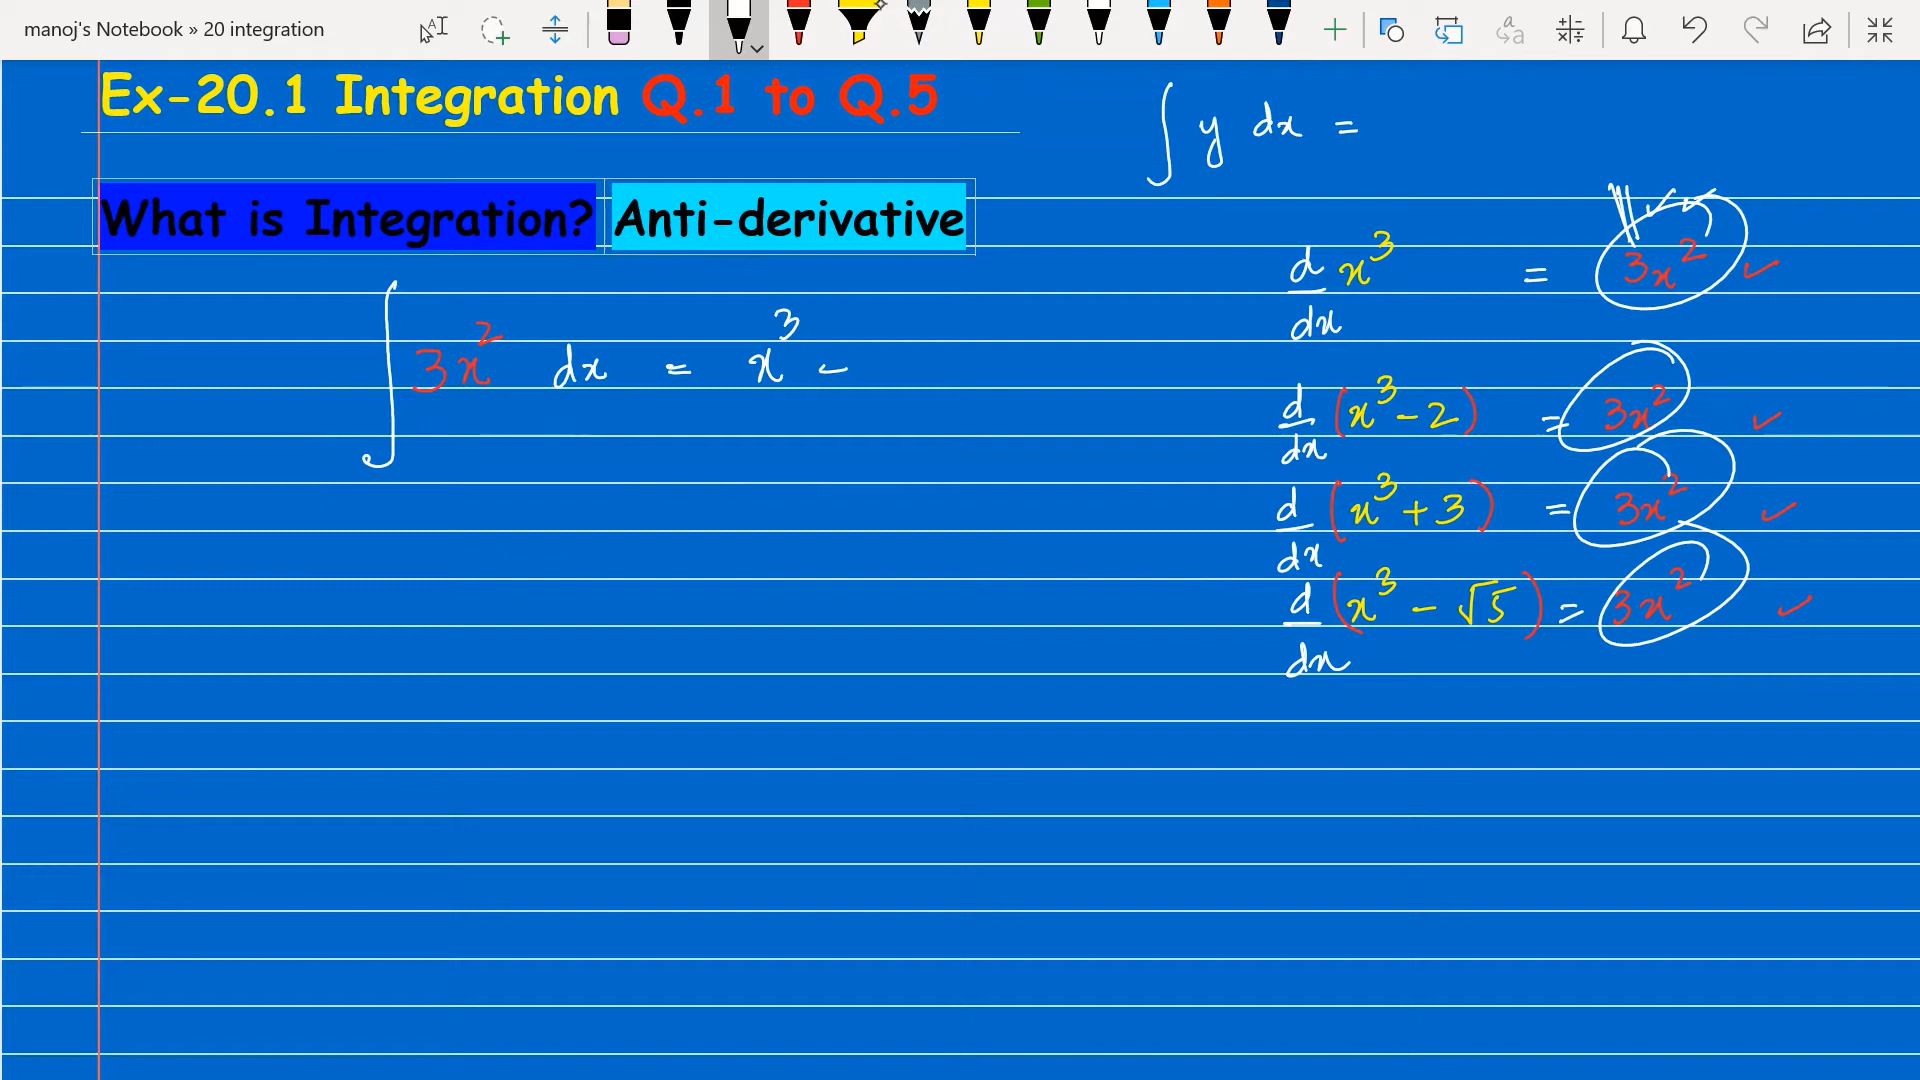 manoj's Notebook » 20 integration
Ex-20.1 Integration Q.1 to Q.5
What is Integration? Anti-derivative
∫ 3x² dx = x³ -
∫ y dx =
d/dx x³ = 3x² ✓
d/dx (x³ - 2) = 3x² ✓
d/dx (x³ + 3) = 3x² ✓
d/dx (x³ - √5) = 3x² ✓